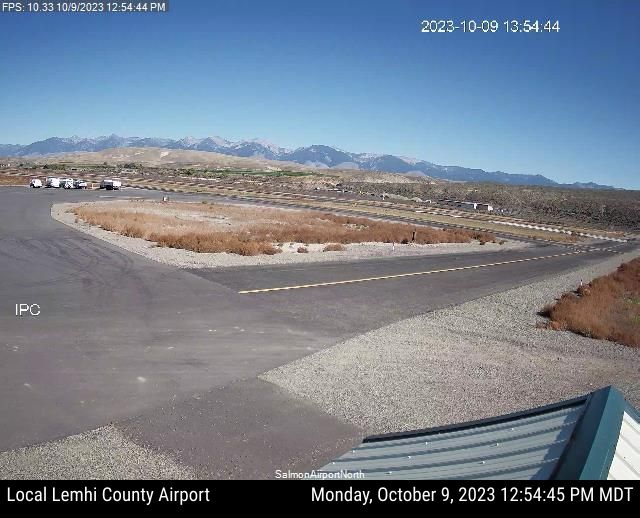 FPS: 10.33 10/9/2023 12:54:44 PM MDT
2023-10-09 13:54:44
IPC
SalmonAirportNorth
Local Lemhi County Airport Monday, October 9, 2023 12:54:45 PM MDT